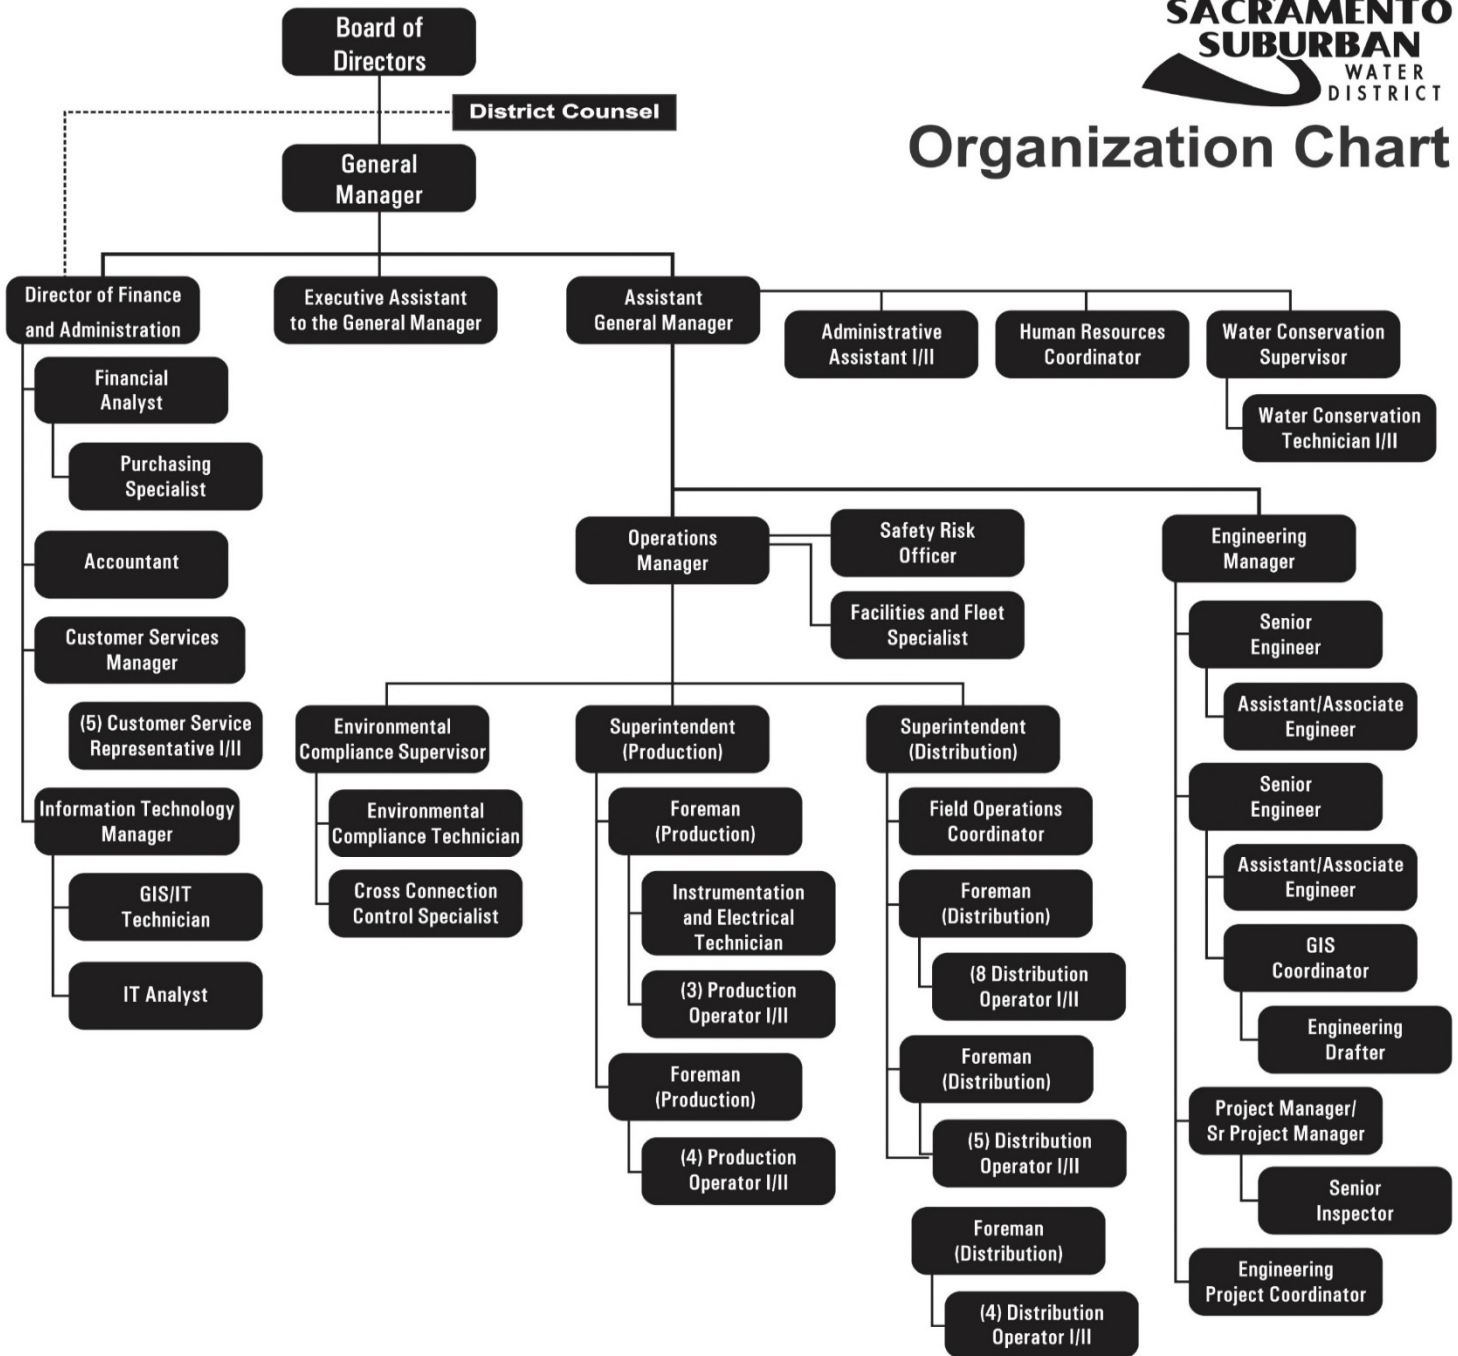 SACRAMENTO
SUBURBAN
WATER
DISTRICT
Organization Chart
Board of
Directors
District Counsel
General
Manager
Director of Finance
and Administration
Executive Assistant
to the General Manager
Assistant
General Manager
Administrative
Assistant I/II
Human Resources
Coordinator
Water Conservation
Supervisor
Water Conservation
Technician I/II
Financial
Analyst
Purchasing
Specialist
Accountant
Customer Services
Manager
(5) Customer Service
Representative I/II
Information Technology
Manager
GIS/IT
Technician
IT Analyst
Operations
Manager
Safety Risk
Officer
Facilities and Fleet
Specialist
Environmental
Compliance Supervisor
Environmental
Compliance Technician
Cross Connection
Control Specialist
Superintendent
(Production)
Foreman
(Production)
Instrumentation
and Electrical
Technician
(3) Production
Operator I/II
Foreman
(Production)
(4) Production
Operator I/II
Superintendent
(Distribution)
Field Operations
Coordinator
Foreman
(Distribution)
(8 Distribution
Operator I/II
Foreman
(Distribution)
(5) Distribution
Operator I/II
Foreman
(Distribution)
(4) Distribution
Operator I/II
Engineering
Manager
Senior
Engineer
Assistant/Associate
Engineer
Senior
Engineer
Assistant/Associate
Engineer
GIS
Coordinator
Engineering
Drafter
Project Manager/
Sr Project Manager
Senior
Inspector
Engineering
Project Coordinator